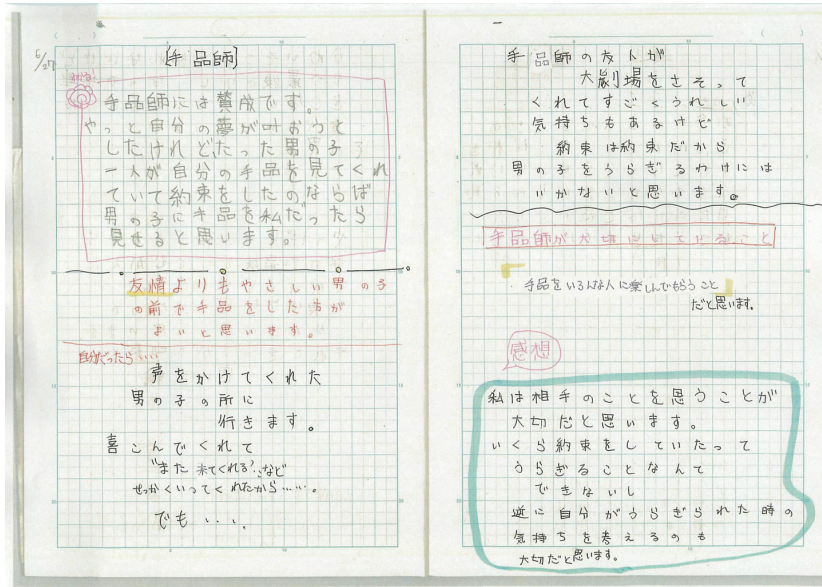 6/27
[手品師]
手品師には賛成です。
やっと自分の夢が叶おうと
したけれどたった男の子
一人が自分の手品を見てくれ
ていて約束をしたのならば
男の子に手品を私だったら
見せると思います。
友情よりもやさしい男の子
の前で手品をした方が
よいと思います。
自分だったら・・・・
声をかけてくれた
男の子の所に
行きます。
喜こんでくれて
"また来てくれる?"など
せっかくいってくれたから・・・・・。
でも・・・・
手品師の友人が
大劇場をさそって
くれてすごくうれしい
気持ちもあるけど
約束は約束だから
男の子をうらぎるわけには
いかないと思います。
手品師が大切にしていること
手品をいろんな人に楽しんでもらうこと
だと思います。
感想
私は相手のことを思うことが
大切だと思います。
いくら約束をしていたって
うらぎることなんて
できないし
逆に自分がうらぎられた時の
気持ちを考えるのも
大切だと思います。